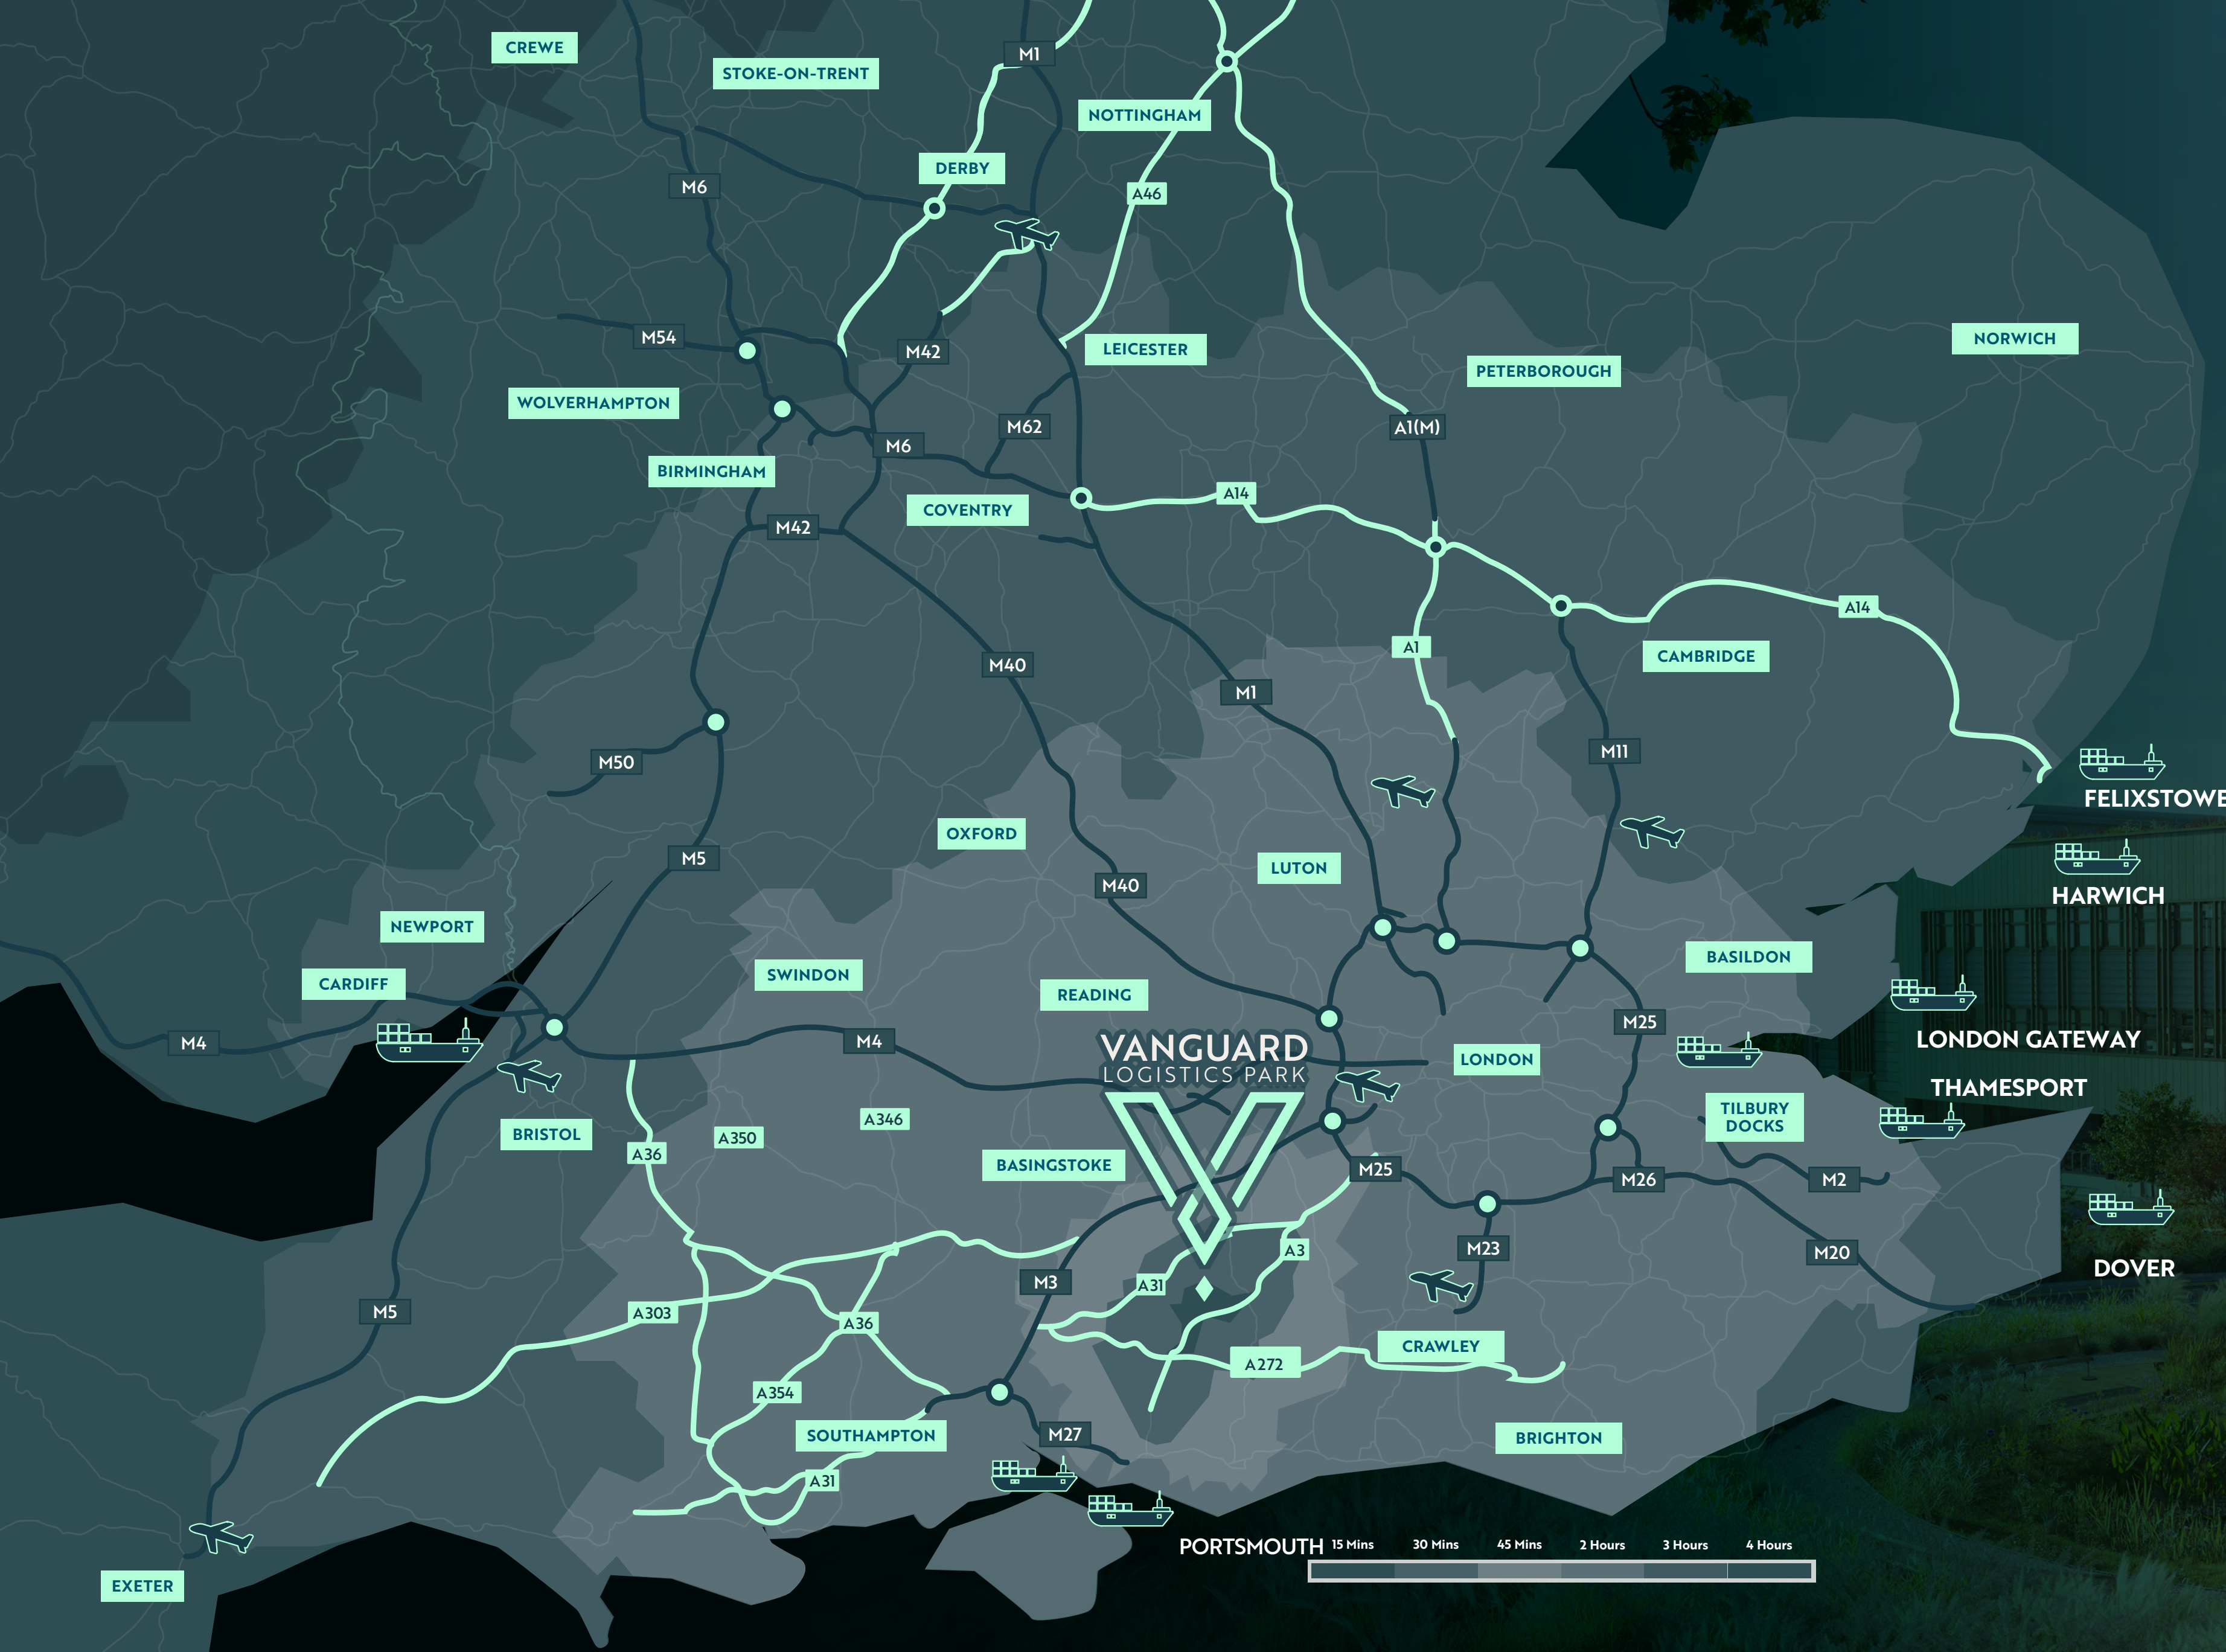 CREWE
M1
STOKE-ON-TRENT
NOTTINGHAM
DERBY
M6
A46
M54
NORWICH
LEICESTER
M42
PETERBOROUGH
WOLVERHAMPTON
M62
A1(M)
M6
BIRMINGHAM
A14
COVENTRY
M42
A14
A1
CAMBRIDGE
M40
M1
M11
M50
FELIXSTOWE
OXFORD
M5
LUTON
M40
HARWICH
NEWPORT
BASILDON
SWINDON
CARDIFF
READING
M25
LONDON GATEWAY
M4
M4
VANGUARD
LOGISTICS PARK
LONDON
THAMESPORT
TILBURY
DOCKS
A346
BRISTOL
A350
A36
BASINGSTOKE
M25
M26
M2
M23
A3
M20
DOVER
M3
A31
M5
A303
A36
CRAWLEY
A272
A354
SOUTHAMPTON
M27
BRIGHTON
A31
PORTSMOUTH
15 Mins
30 Mins
45 Mins
2 Hours
3 Hours
4 Hours
EXETER